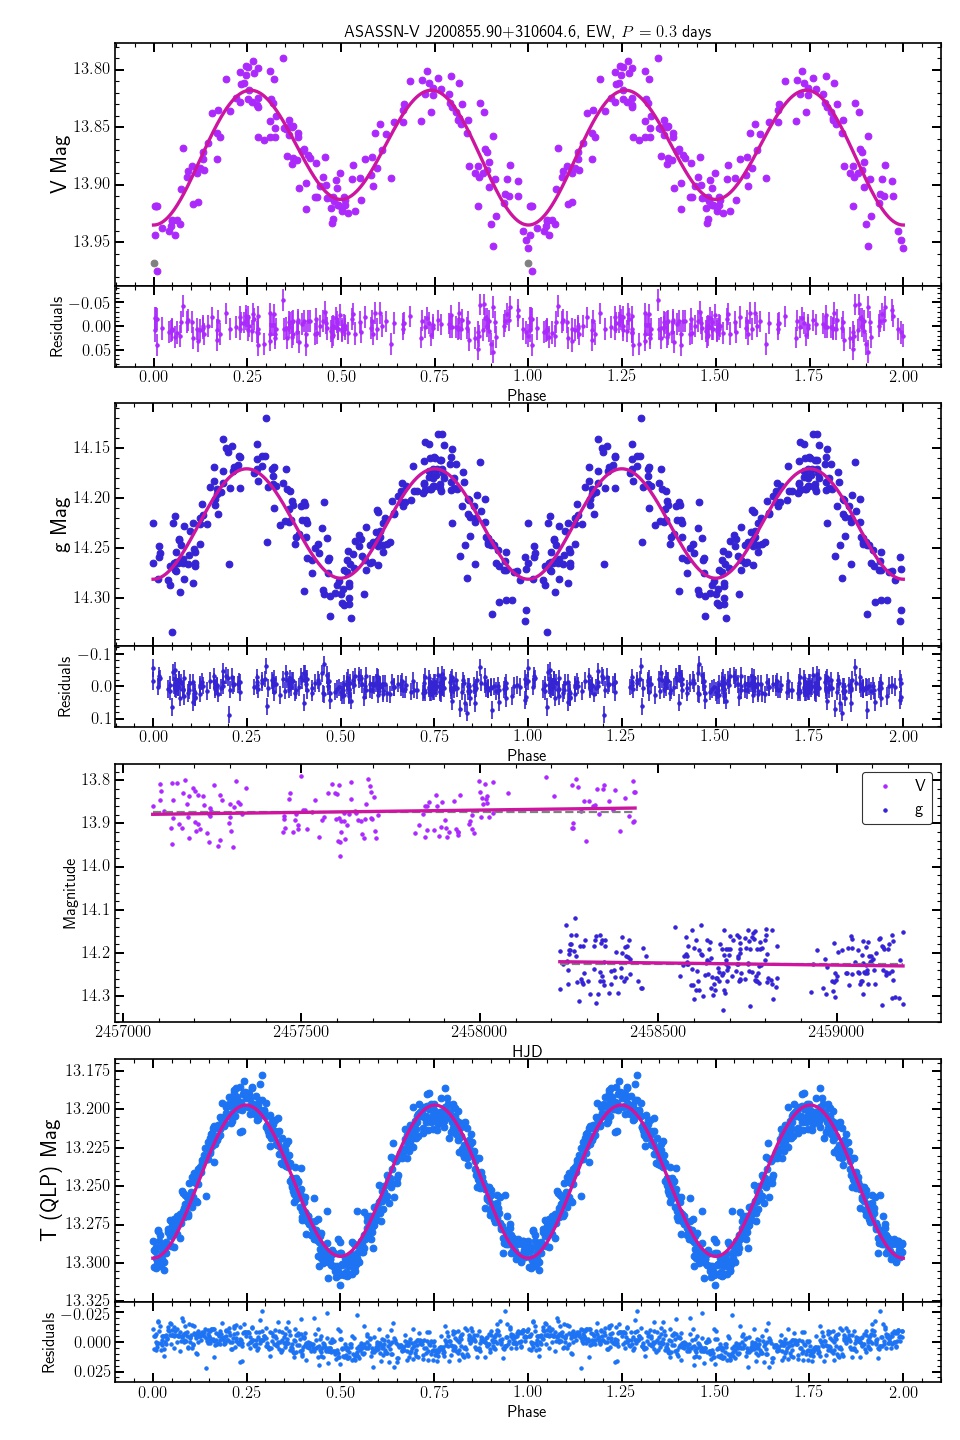 ASASSN-V J200855.90+310604.6, EW, P = 0.3 days
V Mag
13.80
13.85
13.90
13.95
Residuals
−0.05
0.00
0.05
0.00 0.25 0.50 0.75 1.00 1.25 1.50 1.75 2.00
Phase
g Mag
14.15
14.20
14.25
14.30
Residuals
−0.1
0.0
0.1
0.00 0.25 0.50 0.75 1.00 1.25 1.50 1.75 2.00
Phase
Magnitude
13.8
13.9
14.0
14.1
14.2
14.3
V
g
2457000 2457500 2458000 2458500 2459000
HJD
T (QLP) Mag
13.175
13.200
13.225
13.250
13.275
13.300
13.325
Residuals
−0.025
0.000
0.025
0.00 0.25 0.50 0.75 1.00 1.25 1.50 1.75 2.00
Phase